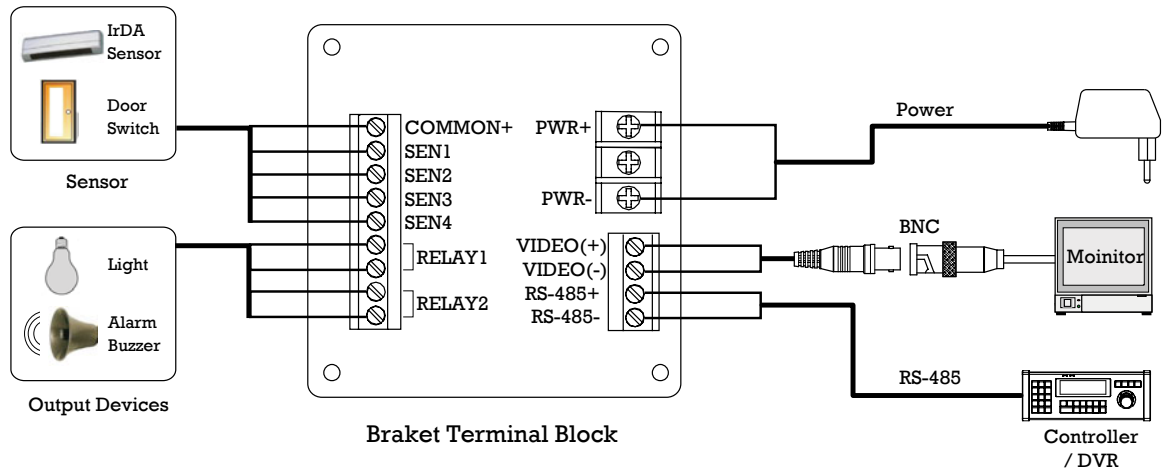 IrDA
Sensor
Door
Switch
Sensor
Light
Alarm
Buzzer
Output Devices
COMMON+
SEN1
SEN2
SEN3
SEN4
RELAY1
RELAY2
PWR+
PWR-
VIDEO(+)
VIDEO(-)
RS-485+
RS-485-
Braket Terminal Block
Power
BNC
Moinitor
RS-485
Controller
/ DVR